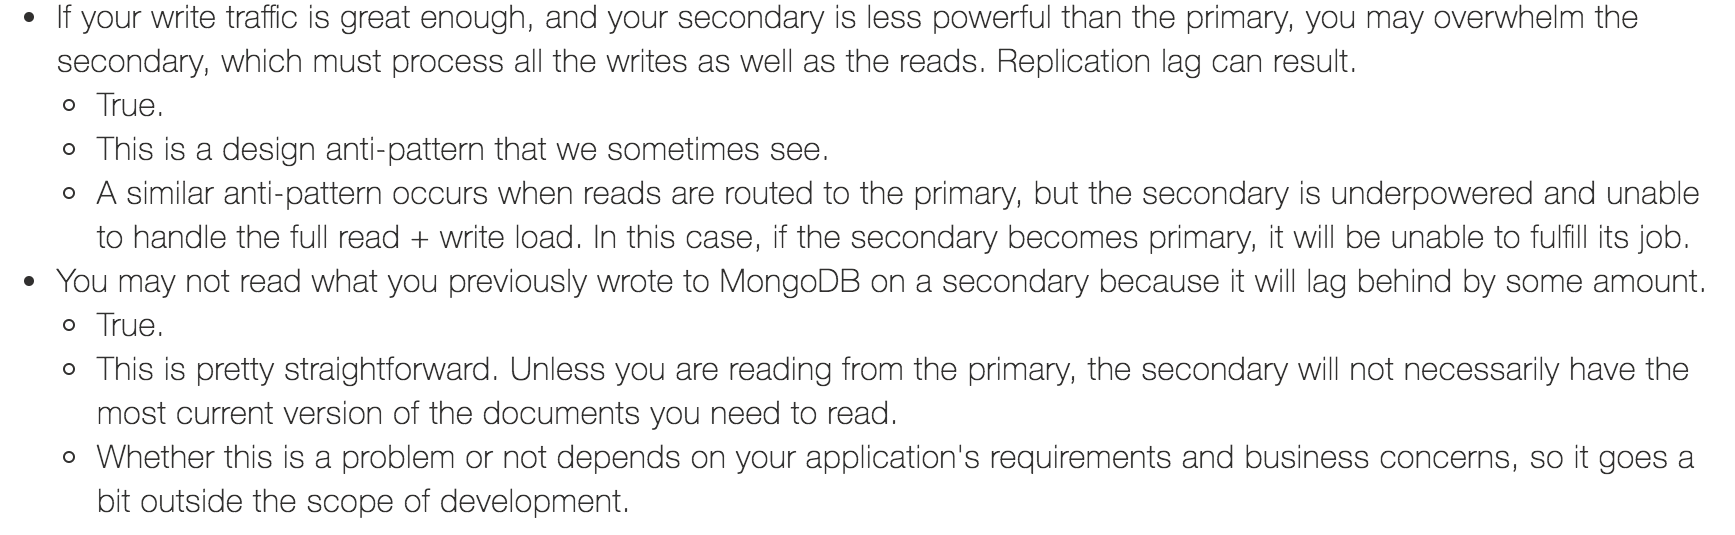 • If your write traffic is great enough, and your secondary is less powerful than the primary, you may overwhelm the
secondary, which must process all the writes as well as the reads. Replication lag can result.
◦ True.
◦ This is a design anti-pattern that we sometimes see.
◦ A similar anti-pattern occurs when reads are routed to the primary, but the secondary is underpowered and unable
to handle the full read + write load. In this case, if the secondary becomes primary, it will be unable to fulfill its job.
• You may not read what you previously wrote to MongoDB on a secondary because it will lag behind by some amount.
◦ True.
◦ This is pretty straightforward. Unless you are reading from the primary, the secondary will not necessarily have the
most current version of the documents you need to read.
◦ Whether this is a problem or not depends on your application's requirements and business concerns, so it goes a
bit outside the scope of development.